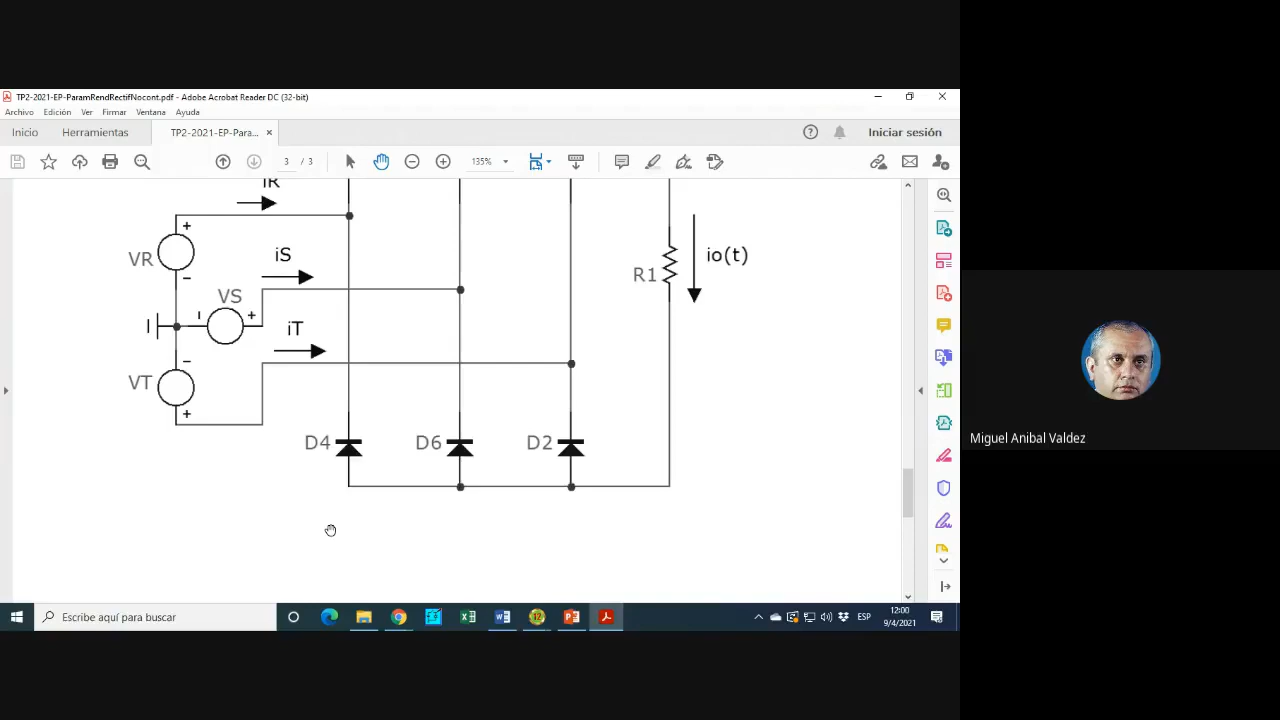 TP2-2021-EP-ParamRendRectifNocont.pdf - Adobe Acrobat Reader DC (32-bit)
Archivo Edición Ver Firmar Ventana Ayuda
Inicio Herramientas TP2-2021-EP-Para... × Iniciar sesión
3 / 3 135%
iR
VR + -
iS
VS
+
iT
-
VT
+
R1 io(t)
D4 D6 D2
Miguel Anibal Valdez
Escribe aquí para buscar
ESP
12:00
9/4/2021